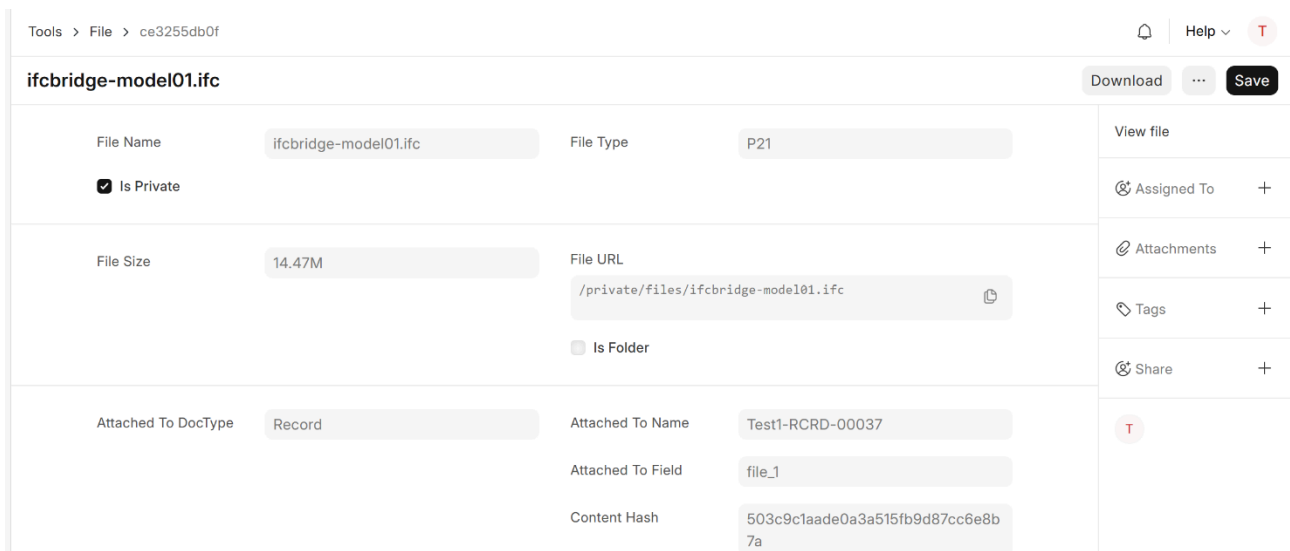 Tools > File > ce3255db0f
Help
T
ifcbridge-model01.ifc
Download
...
Save
File Name
ifcbridge-model01.ifc
File Type
P21
View file
Is Private
Assigned To
File Size
14.47M
File URL
/private/files/ifcbridge-model01.ifc
Attachments
Tags
Is Folder
Share
Attached To DocType
Record
Attached To Name
Test1-RCRD-00037
T
Attached To Field
file_1
Content Hash
503c9c1aade0a3a515fb9d87cc6e8b
7a